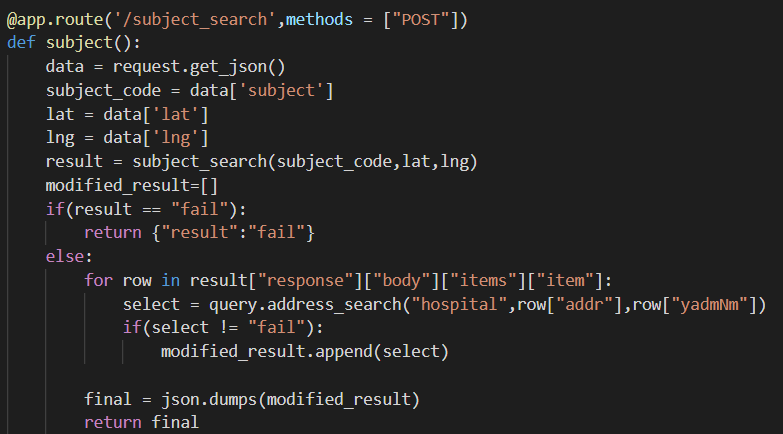 @app.route('/subject_search',methods = ["POST"])
def subject():
    data = request.get_json()
    subject_code = data['subject']
    lat = data['lat']
    lng = data['lng']
    result = subject_search(subject_code,lat,lng)
    modified_result=[]
    if(result == "fail"):
        return {"result":"fail"}
    else:
        for row in result["response"]["body"]["items"]["item"]:
            select = query.address_search("hospital",row["addr"],row["yadmNm"])
            if(select != "fail"):
                modified_result.append(select)

        final = json.dumps(modified_result)
        return final